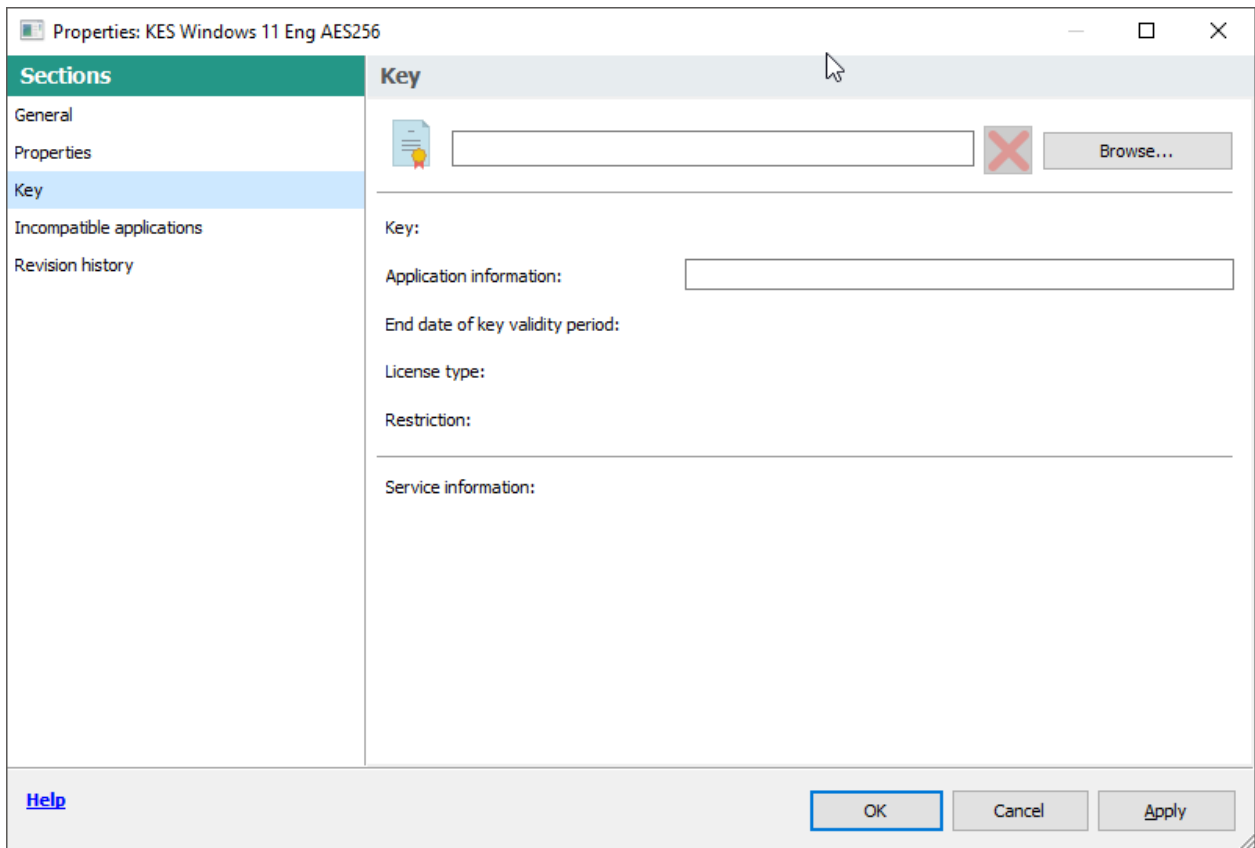 Properties: KES Windows 11 Eng AES256
Sections
General
Properties
Key
Incompatible applications
Revision history
Key
Browse...
Key:
Application information:
End date of key validity period:
License type:
Restriction:
Service information:
Help
OK
Cancel
Apply